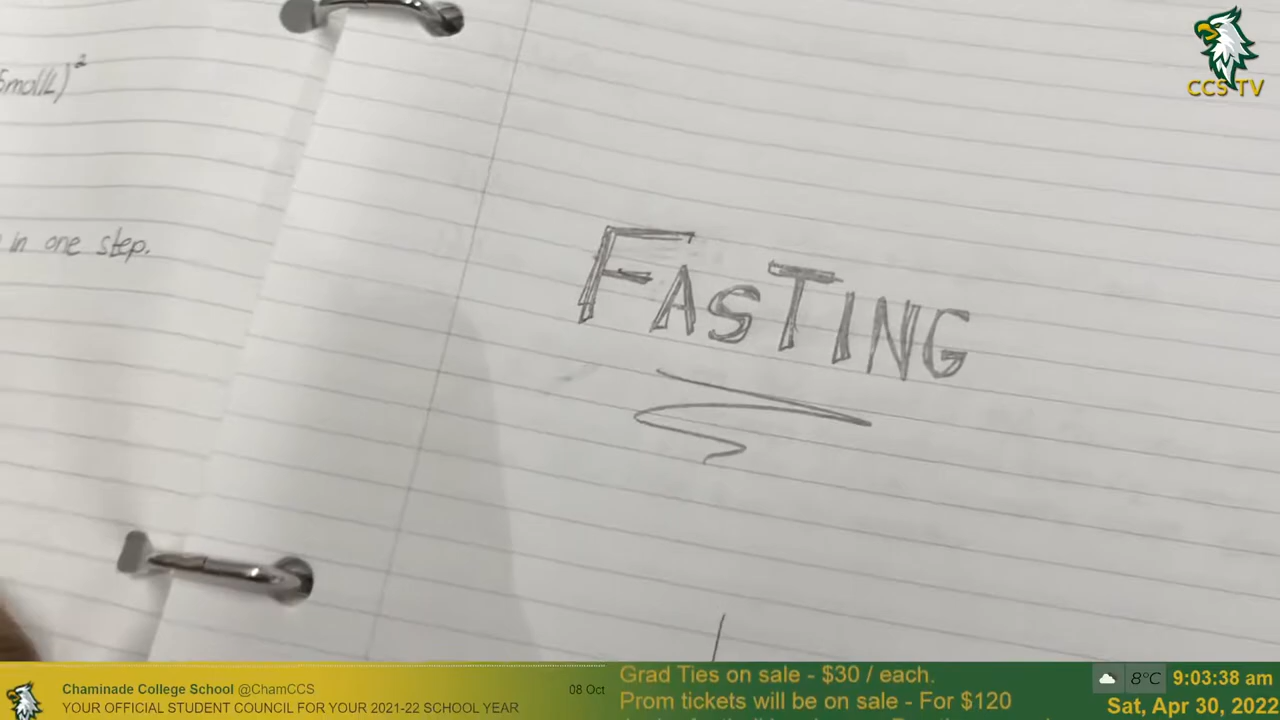 5mol/L)²
in one step.
FASTING
CCS TV
Chaminade College School @ChamCCS
08 Oct
YOUR OFFICIAL STUDENT COUNCIL FOR YOUR 2021-22 SCHOOL YEAR
Grad Ties on sale - $30 / each.
Prom tickets will be on sale - For $120
8°C
9:03:38 am
Sat, Apr 30, 2022